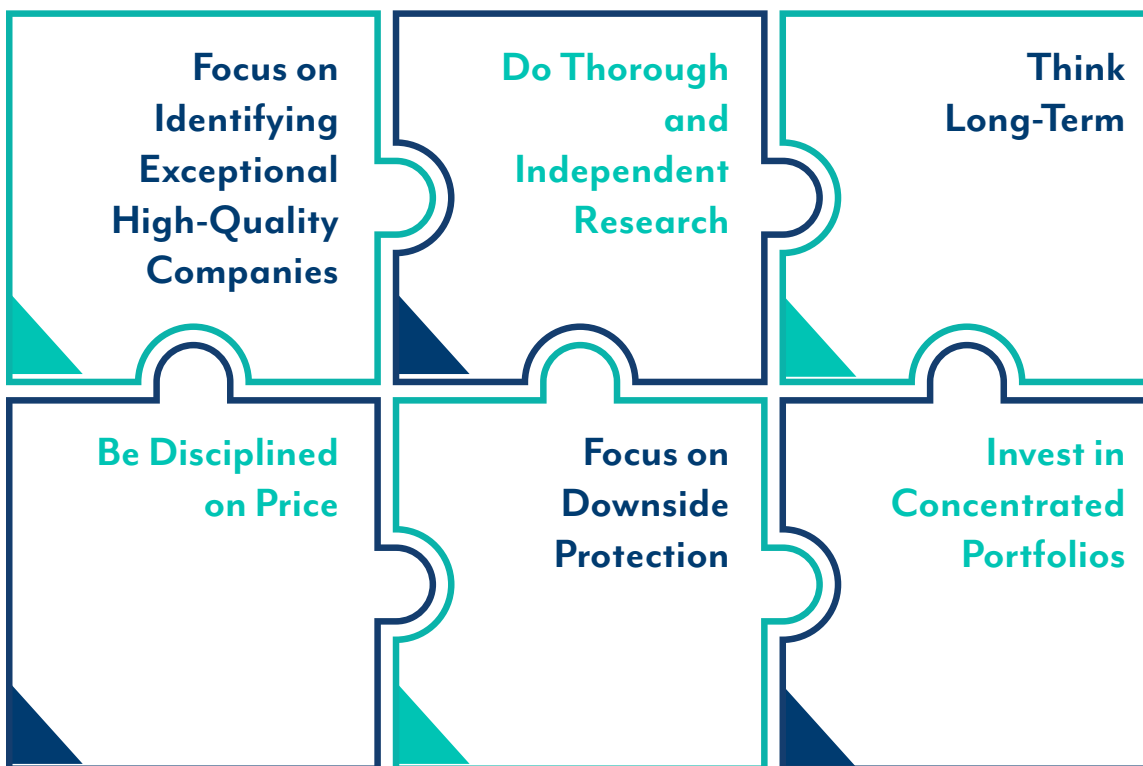 Focus on
Identifying
Exceptional
High-Quality
Companies
Do Thorough
and
Independent
Research
Think
Long-Term
Be Disciplined
on Price
Focus on
Downside
Protection
Invest in
Concentrated
Portfolios